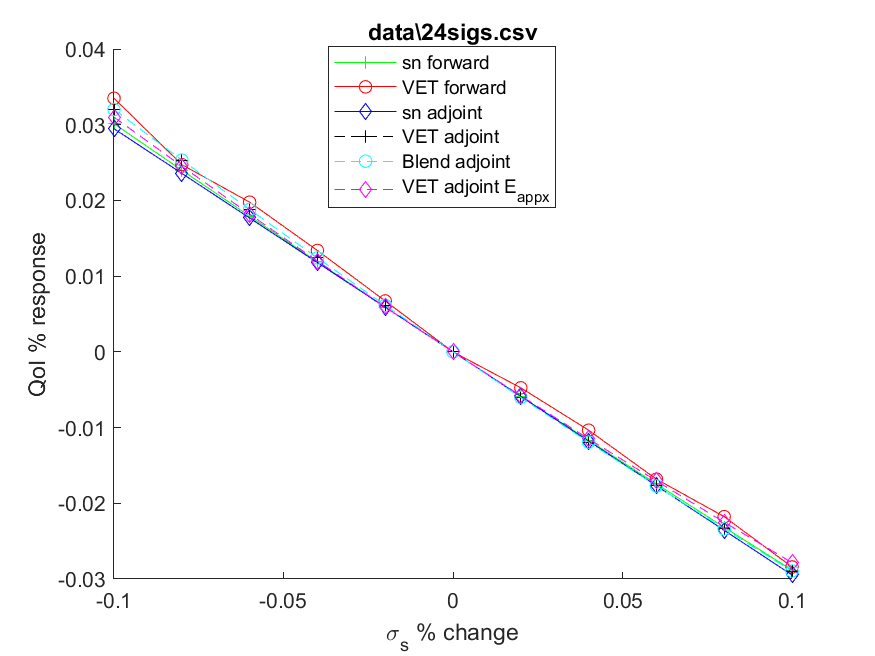 data\24sigs.csv
sn forward
VET forward
sn adjoint
VET adjoint
Blend adjoint
VET adjoint E_appx
0.04
0.03
0.02
0.01
0
-0.01
-0.02
-0.03
QoI % response
-0.1 -0.05 0 0.05 0.1
σ_s % change